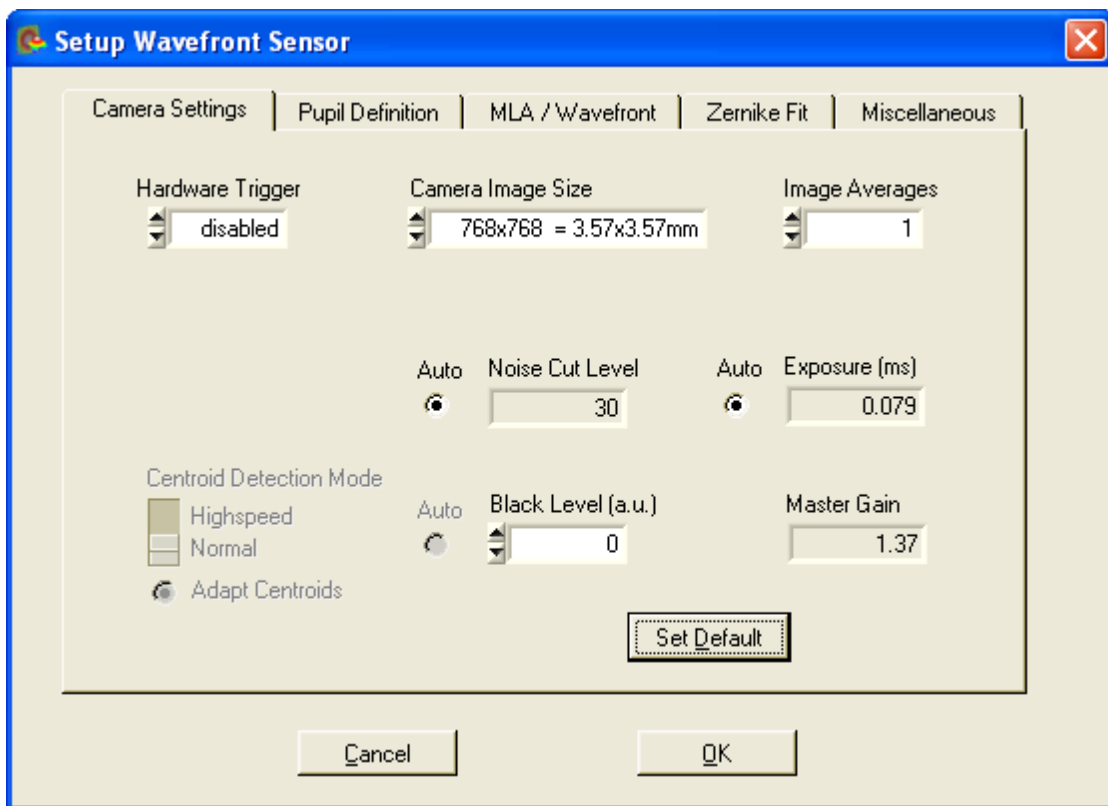 Setup Wavefront Sensor
Camera Settings Pupil Definition MLA / Wavefront Zernike Fit Miscellaneous
Hardware Trigger Camera Image Size Image Averages
disabled 768x768 = 3.57x3.57mm 1
Auto Noise Cut Level Auto Exposure (ms)
30 0.079
Centroid Detection Mode
Highspeed
Normal
Adapt Centroids
Auto Black Level (a.u.) Master Gain
0 1.37
Set Default
Cancel OK